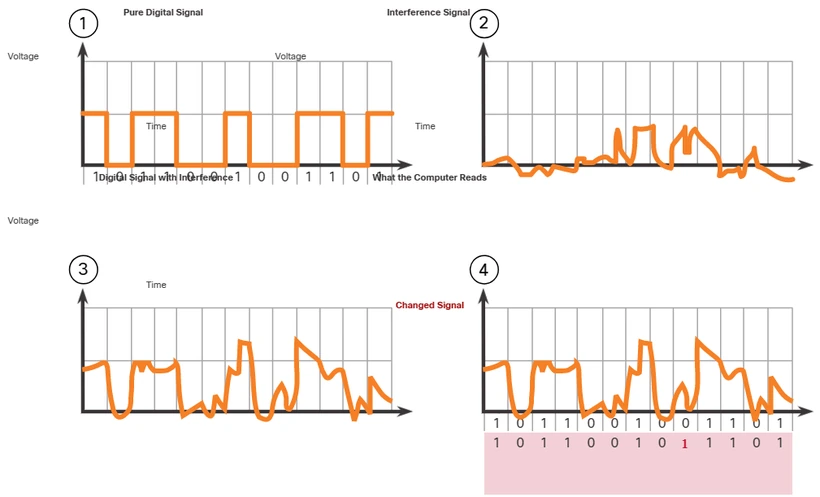 1 Pure Digital Signal Interference Signal 2
Voltage Voltage
Time Time
1 0 1 1 0 0 1 0 0 1 1 0 1
Digital Signal with Interference What the Computer Reads
Voltage
3 4
Time
Changed Signal
1 0 1 1 0 0 1 0 0 1 1 0 1
1 0 1 1 0 0 1 0 1 1 1 0 1